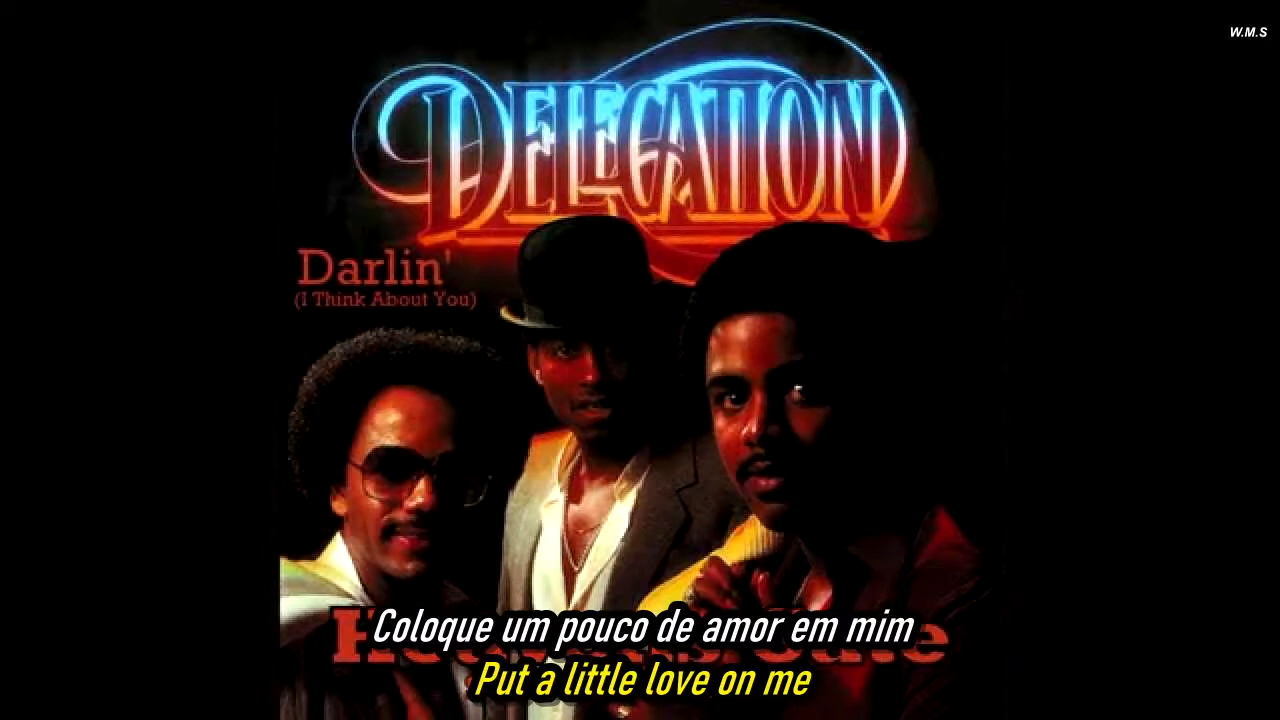 W.M.S
DELEGATION
Darlin'
(I Think About You)
Coloque um pouco de amor em mim
Put a little love on me